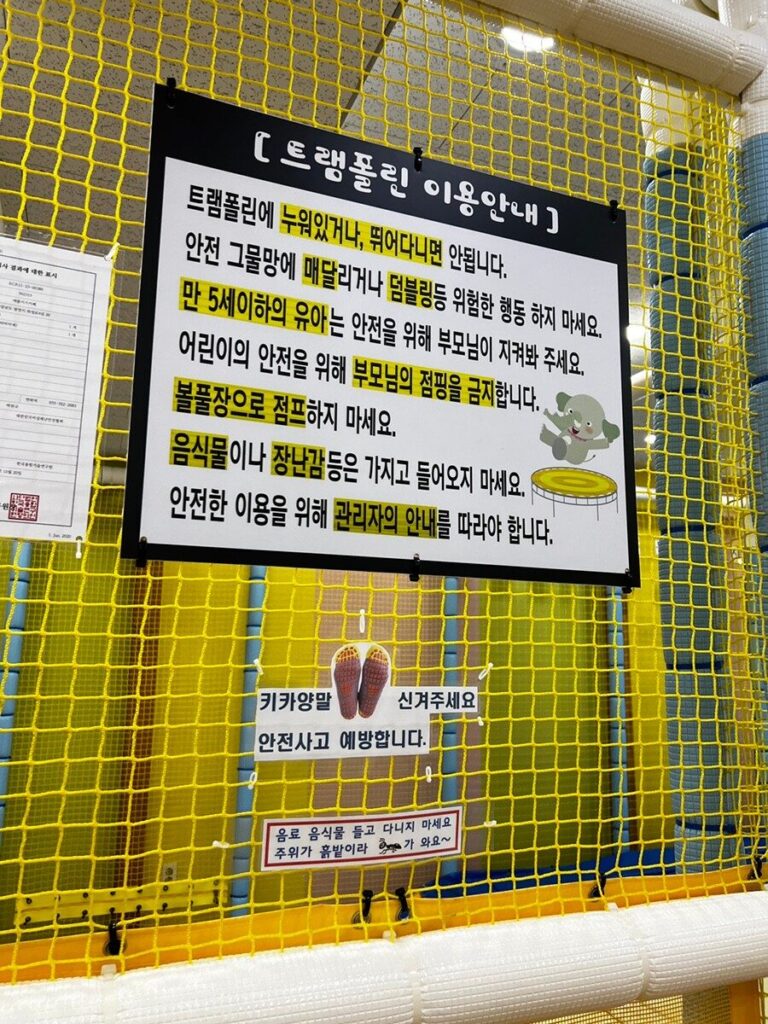 [ 트램폴린 이용안내 ]
트램폴린에 누워있거나, 뛰어다니면 안됩니다.
안전 그물망에 매달리거나 덤블링등 위험한 행동 하지 마세요.
만 5세이하의 유아는 안전을 위해 부모님이 지켜봐 주세요.
어린이의 안전을 위해 부모님의 점핑을 금지합니다.
볼풀장으로 점프하지 마세요.
음식물이나 장난감등은 가지고 들어오지 마세요.
안전한 이용을 위해 관리자의 안내를 따라야 합니다.
결과에 대한 표시
키카양말 신겨주세요
안전사고 예방합니다.
음료 음식물 들고 다니지 마세요
주위가 흙밭이라 가 와요~